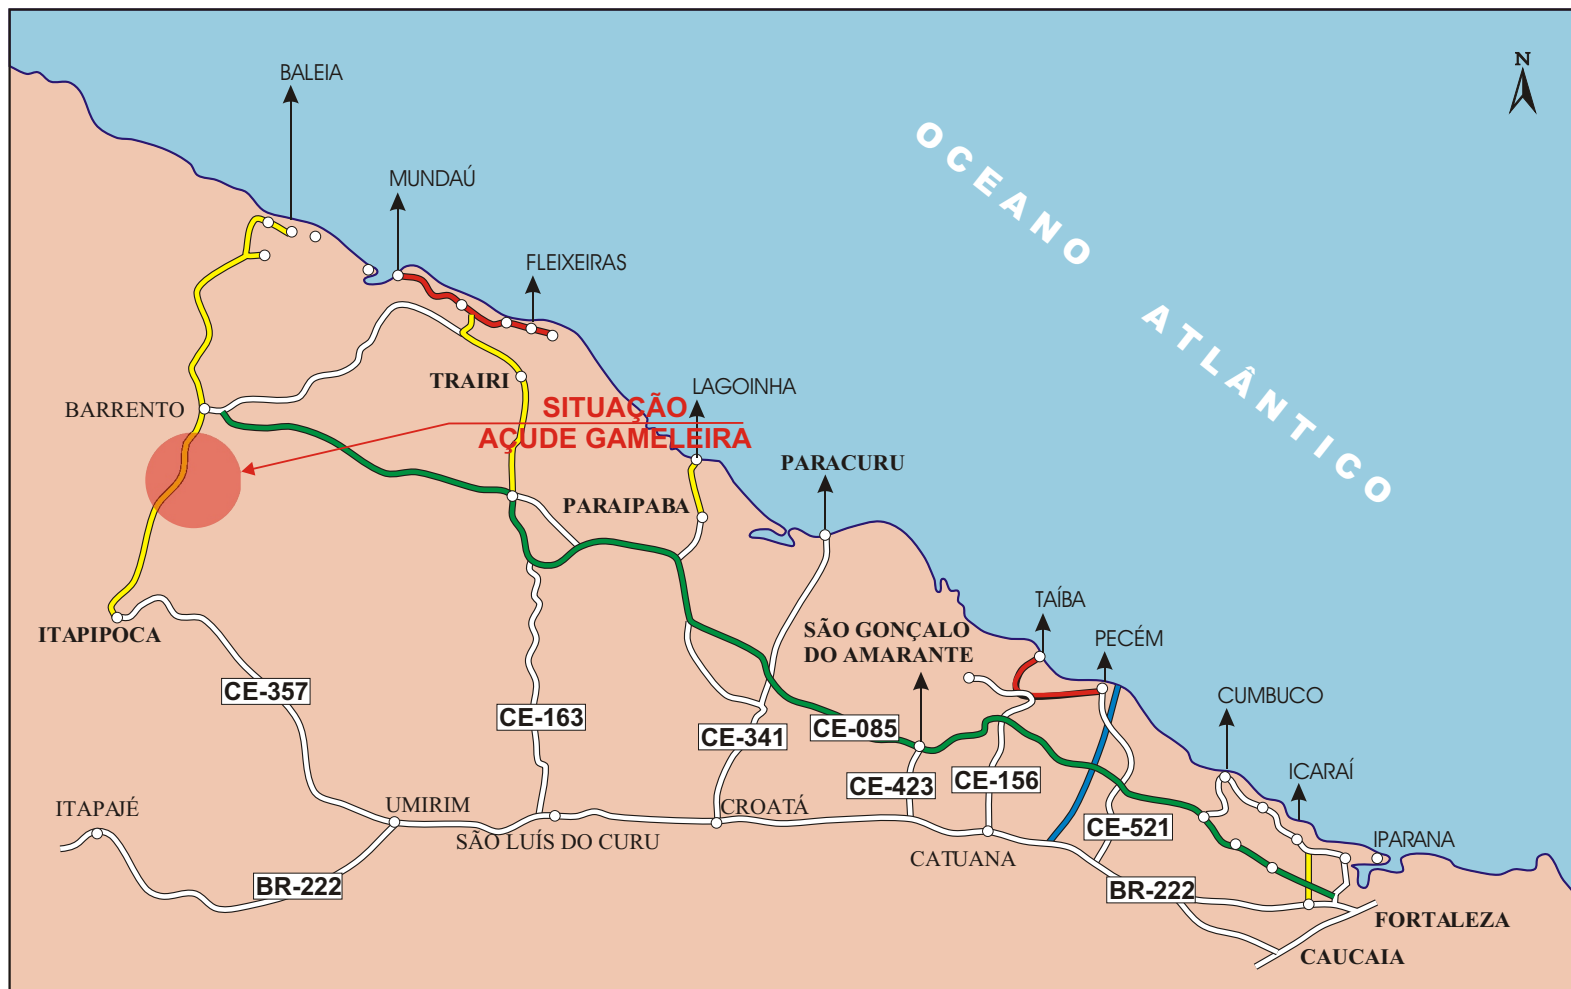 N
BALEIA
MUNDAÚ
FLEIXEIRAS
OCEANO
ATLÂNTICO
TRAIRI
LAGOINHA
BARRENTO
SITUAÇÃO
AÇUDE GAMELEIRA
PARACURU
PARAIPABA
ITAPIPOCA
TAÍBA
SÃO GONÇALO
DO AMARANTE
PECÉM
CE-357
CE-163
CE-341
CE-085
CUMBUCO
CE-423
CE-156
ICARAÍ
ITAPAJÉ
UMIRIM
CROATÁ
SÃO LUÍS DO CURU
CE-521
CATUANA
IPARANA
BR-222
BR-222
FORTALEZA
CAUCAIA